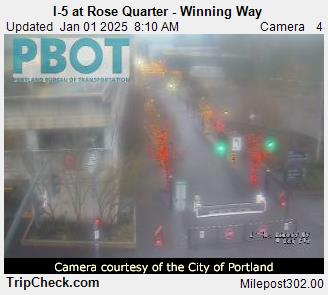 I-5 at Rose Quarter - Winning Way
Updated Jan 01 2025 8:10 AM Camera 4
PBOT
PORTLAND BUREAU OF TRANSPORTATION
Camera courtesy of the City of Portland
TripCheck.com Milepost302.00